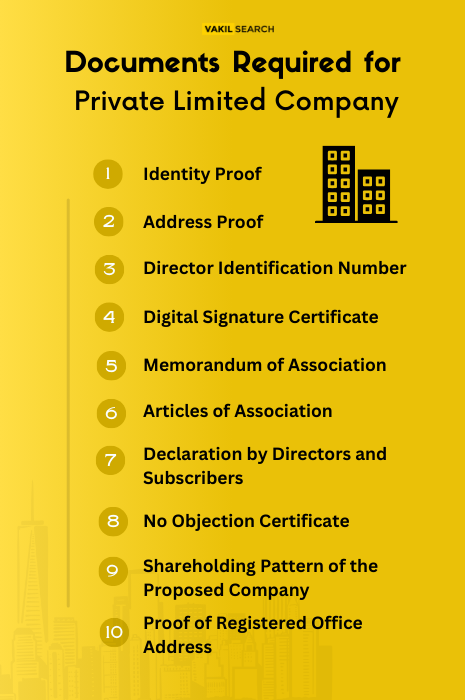 VAKIL SEARCH
Documents Required for
Private Limited Company
1 Identity Proof
2 Address Proof
3 Director Identification Number
4 Digital Signature Certificate
5 Memorandum of Association
6 Articles of Association
7 Declaration by Directors and
Subscribers
8 No Objection Certificate
9 Shareholding Pattern of the
Proposed Company
10 Proof of Registered Office
Address